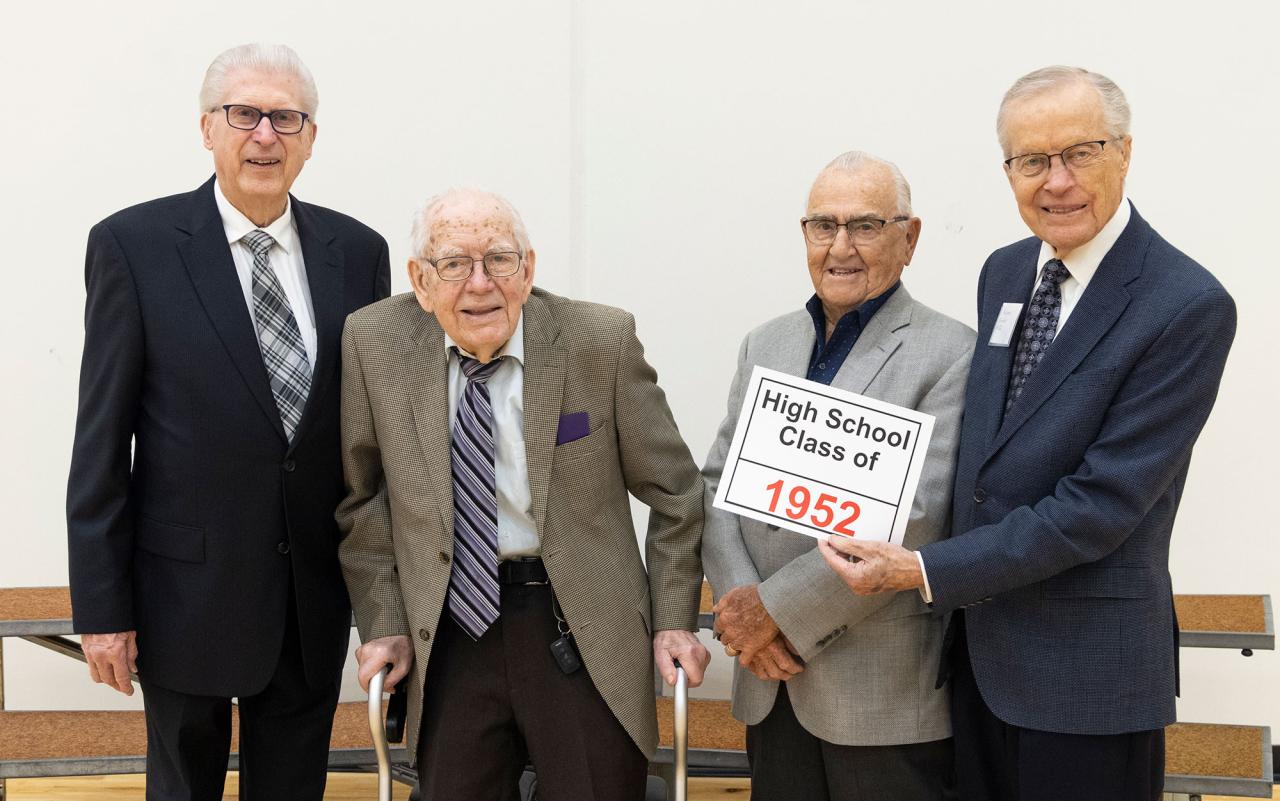 High School
Class of
1952